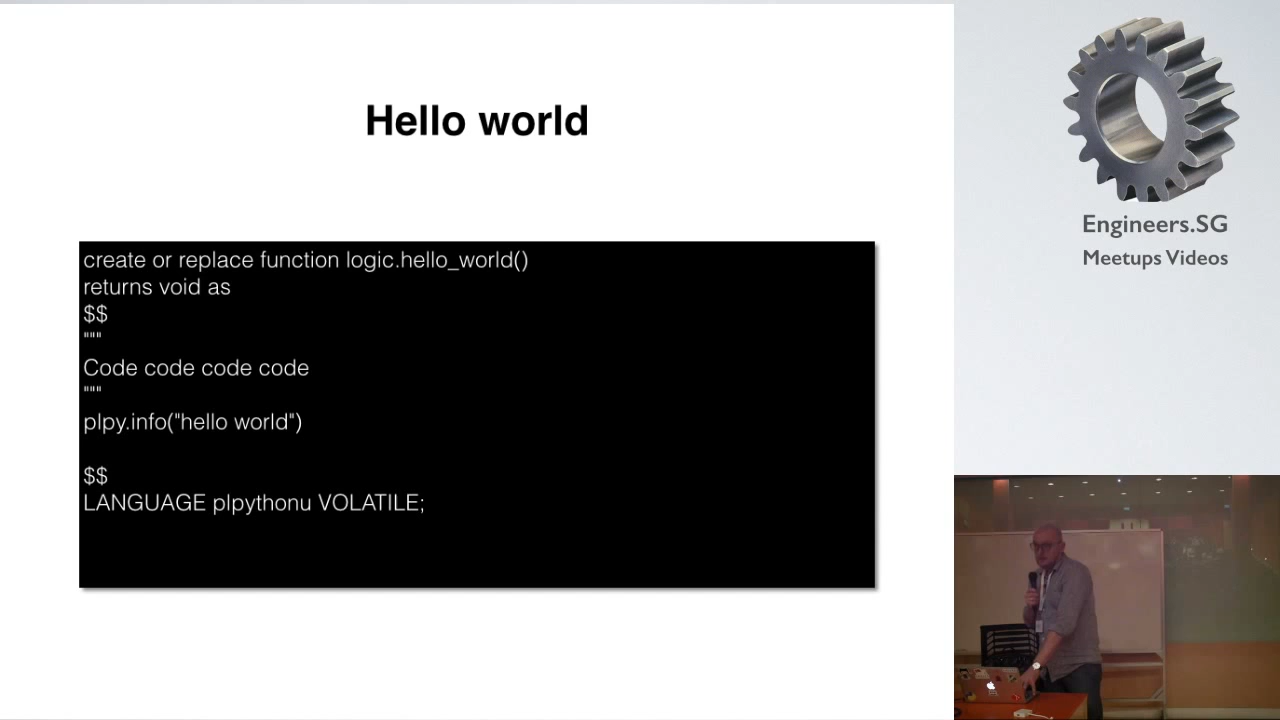 Hello world
create or replace function logic.hello_world()
returns void as
$$
"""
Code code code code
"""
plpy.info("hello world")
$$
LANGUAGE plpythonu VOLATILE;
Engineers.SG
Meetups Videos